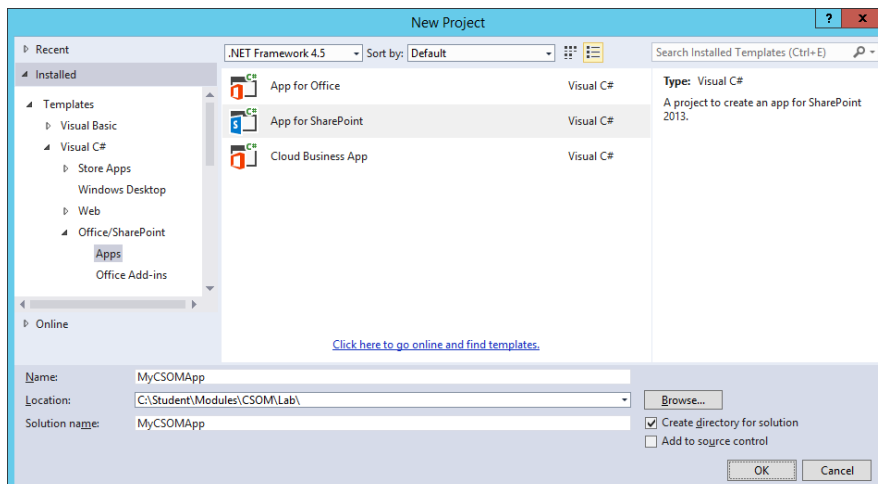 New Project
? x
Recent
.NET Framework 4.5 Sort by: Default
Search Installed Templates (Ctrl+E)
Installed
Templates
Visual Basic
Visual C#
Store Apps
Windows Desktop
Web
Office/SharePoint
Apps
Office Add-ins
Online
C# App for Office Visual C#
C# App for SharePoint Visual C#
C# Cloud Business App Visual C#
Click here to go online and find templates.
Type: Visual C#
A project to create an app for SharePoint
2013.
Name: MyCSOMApp
Location: C:\Student\Modules\CSOM\Lab\ Browse...
Solution name: MyCSOMApp
Create directory for solution
Add to source control
OK Cancel